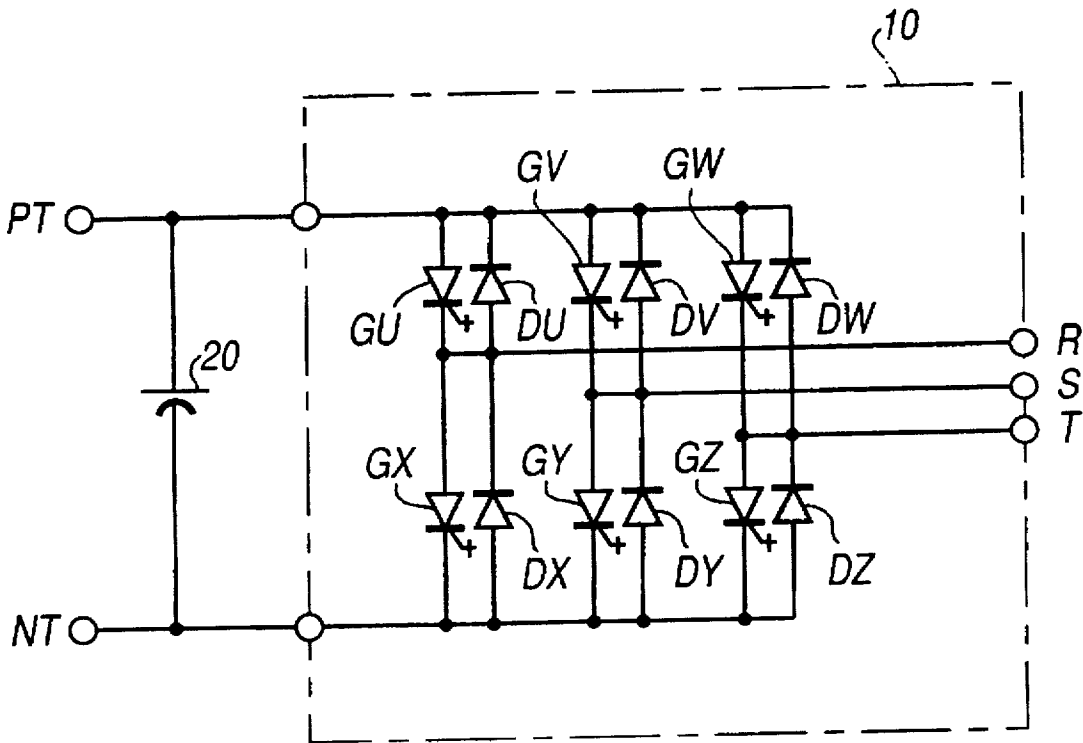 10
GV GW
PT
GU DU DV DW
R
20
S
T
GX GY GZ
DX DY DZ
NT
+ + +
+ + +